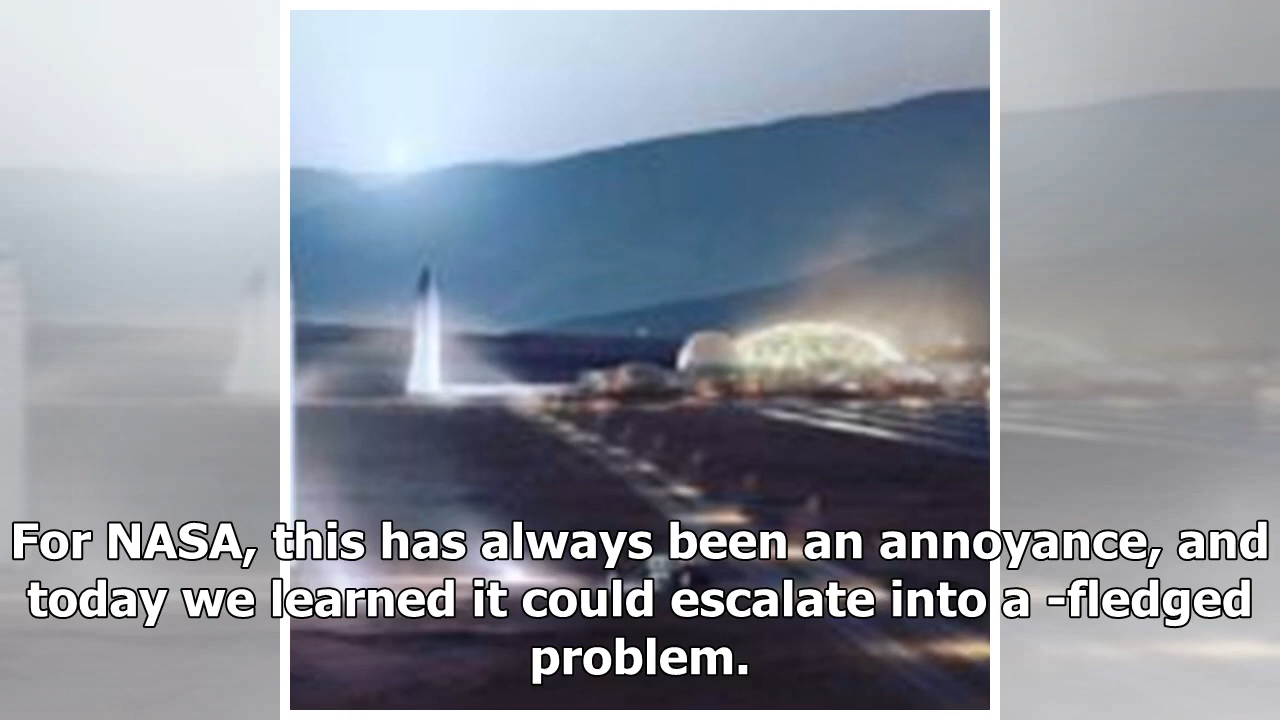 For NASA, this has always been an annoyance, and
today we learned it could escalate into a -fledged
problem.